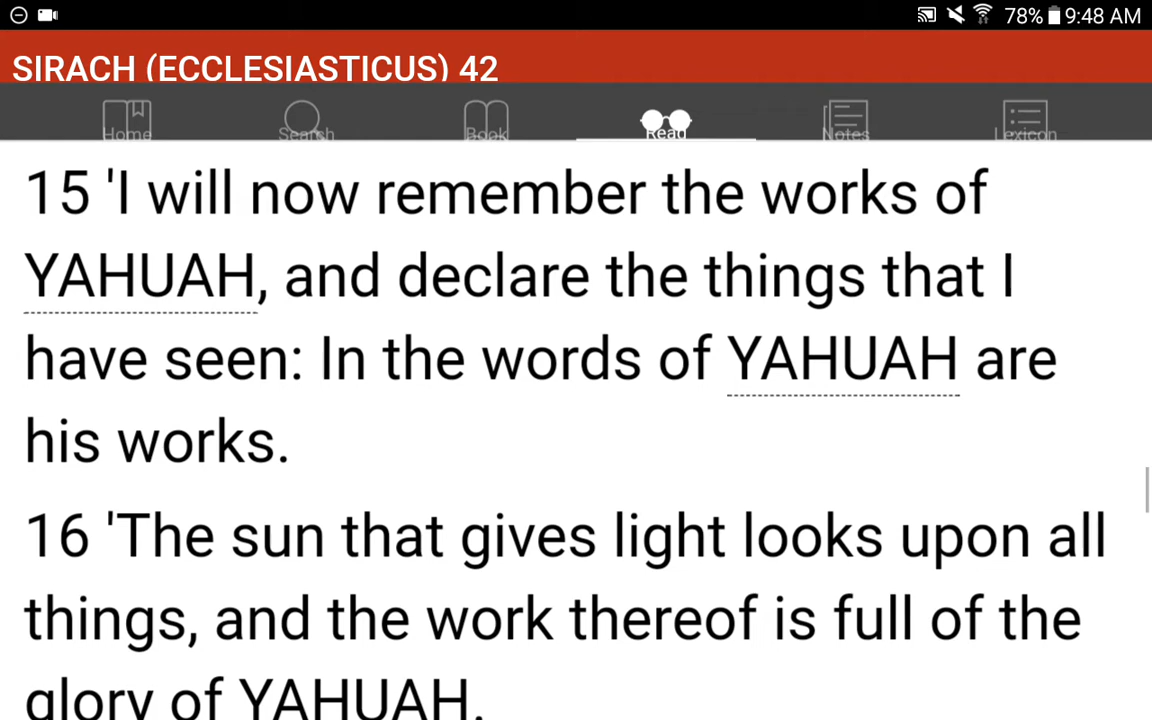 78% 9:48 AM
SIRACH (ECCLESIASTICUS) 42
Home Search Book Read Notes Lexicon
15 'I will now remember the works of
YAHUAH, and declare the things that I
have seen: In the words of YAHUAH are
his works.
16 'The sun that gives light looks upon all
things, and the work thereof is full of the
glory of YAHUAH.